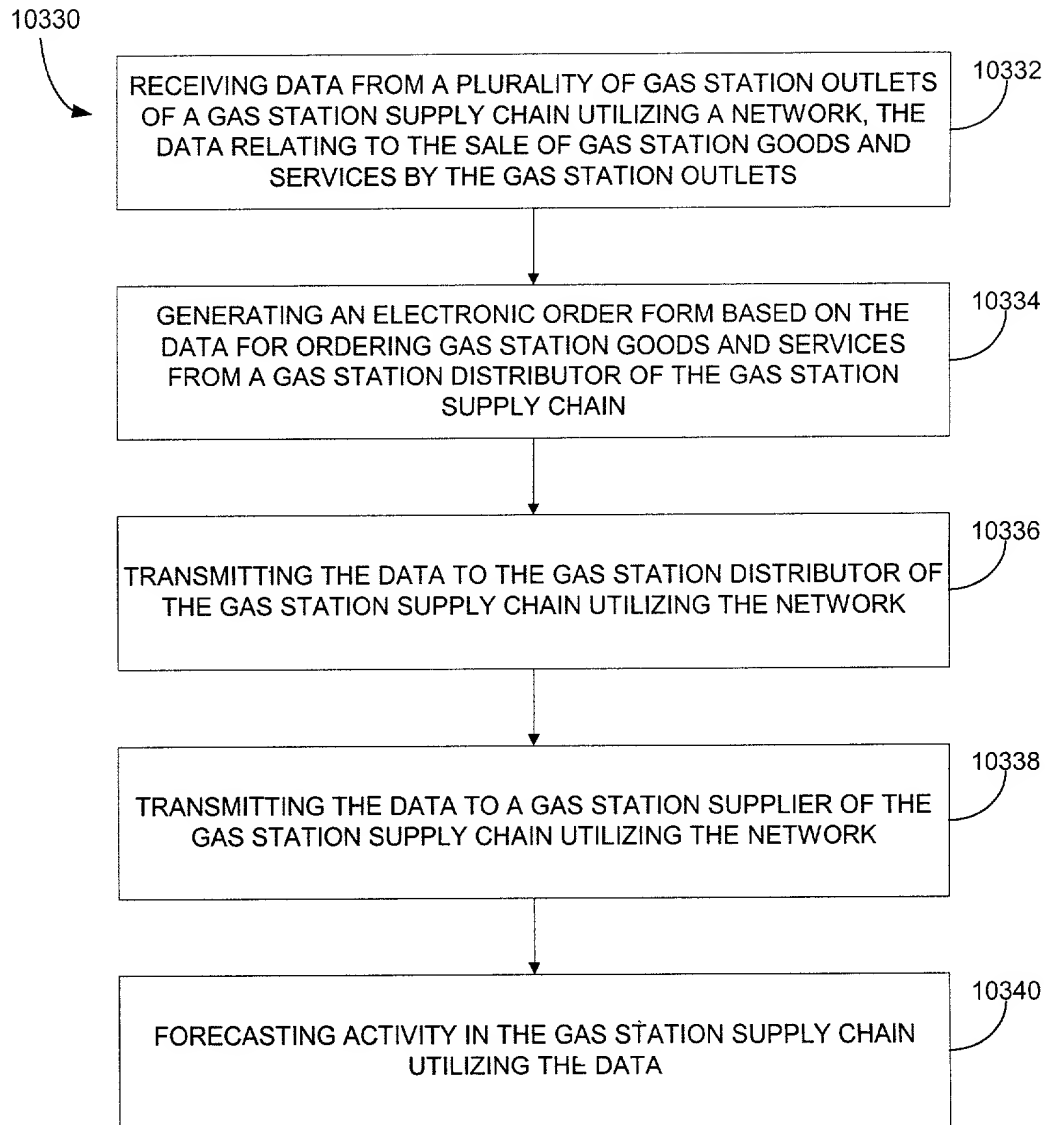 10330
RECEIVING DATA FROM A PLURALITY OF GAS STATION OUTLETS
OF A GAS STATION SUPPLY CHAIN UTILIZING A NETWORK, THE
DATA RELATING TO THE SALE OF GAS STATION GOODS AND
SERVICES BY THE GAS STATION OUTLETS
10332
GENERATING AN ELECTRONIC ORDER FORM BASED ON THE
DATA FOR ORDERING GAS STATION GOODS AND SERVICES
FROM A GAS STATION DISTRIBUTOR OF THE GAS STATION
SUPPLY CHAIN
10334
TRANSMITTING THE DATA TO THE GAS STATION DISTRIBUTOR OF
THE GAS STATION SUPPLY CHAIN UTILIZING THE NETWORK
10336
TRANSMITTING THE DATA TO A GAS STATION SUPPLIER OF THE
GAS STATION SUPPLY CHAIN UTILIZING THE NETWORK
10338
FORECASTING ACTIVITY IN THE GAS STATION SUPPLY CHAIN
UTILIZING THE DATA
10340